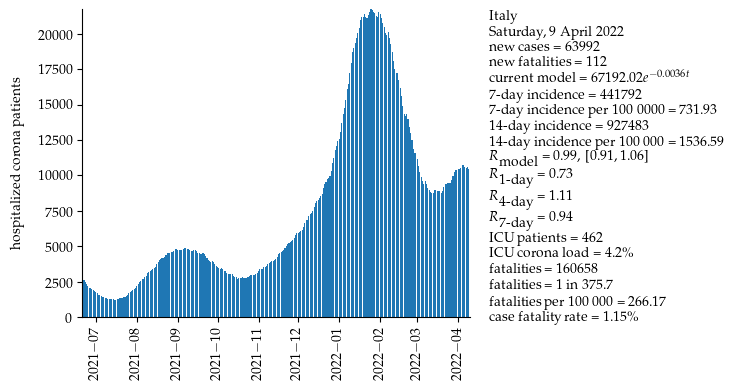 hospitalized corona patients
20000
17500
15000
12500
10000
7500
5000
2500
0
2021−07
2021−08
2021−09
2021−10
2021−11
2021−12
2022−01
2022−02
2022−03
2022−04
Italy
Saturday, 9 April 2022
new cases = 63992
new fatalities = 112
current model = 67192.02e^{−0.0036t}
7-day incidence = 441792
7-day incidence per 100 0000 = 731.93
14-day incidence = 927483
14-day incidence per 100 000 = 1536.59
R_model = 0.99, [0.91, 1.06]
R_1-day = 0.73
R_4-day = 1.11
R_7-day = 0.94
ICU patients = 462
ICU corona load = 4.2%
fatalities = 160658
fatalities = 1 in 375.7
fatalities per 100 000 = 266.17
case fatality rate = 1.15%